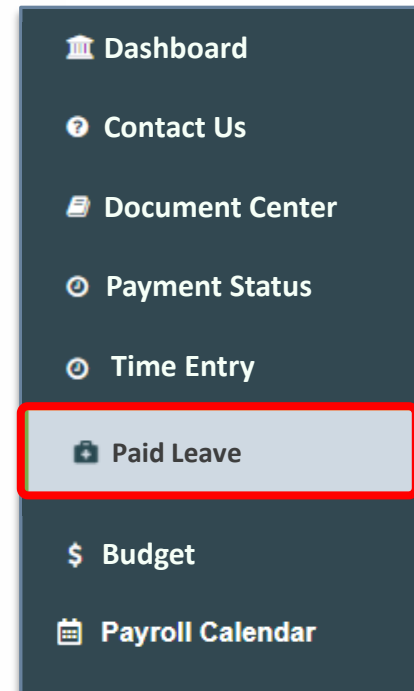 Dashboard
Contact Us
Document Center
Payment Status
Time Entry
Paid Leave
$ Budget
Payroll Calendar